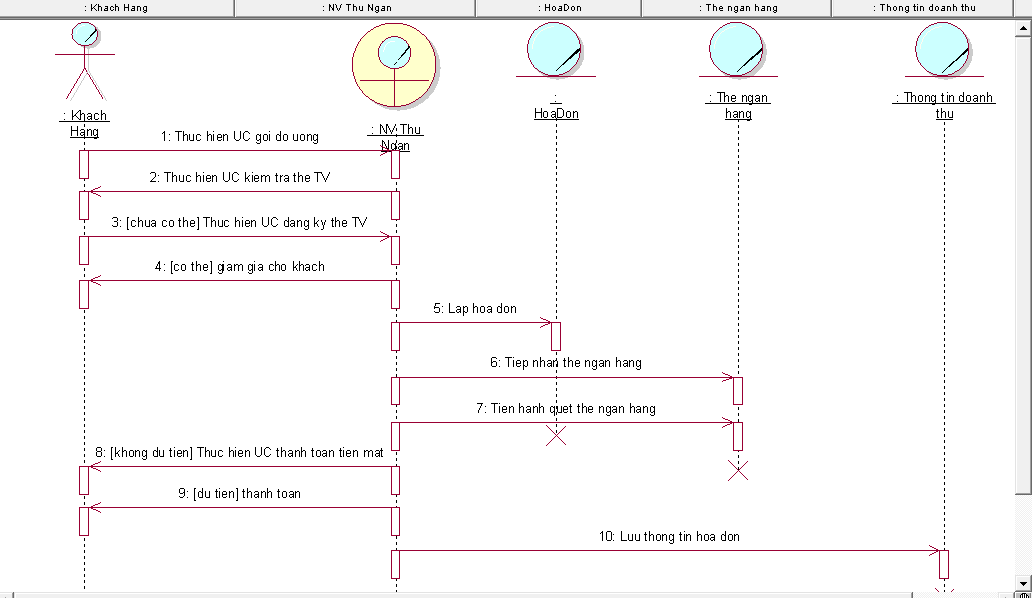 : Khach Hang
: NV Thu Ngan
: HoaDon
: The ngan hang
: Thong tin doanh thu
: Khach
Hang
: NV Thu
Ngan
:
HoaDon
: The ngan
hang
: Thong tin doanh
thu
1: Thuc hien UC goi do uong
2: Thuc hien UC kiem tra the TV
3: [chua co the] Thuc hien UC dang ky the TV
4: [co the] giam gia cho khach
5: Lap hoa don
6: Tiep nhan the ngan hang
7: Tien hanh quet the ngan hang
8: [khong du tien] Thuc hien UC thanh toan tien mat
9: [du tien] thanh toan
10: Luu thong tin hoa don